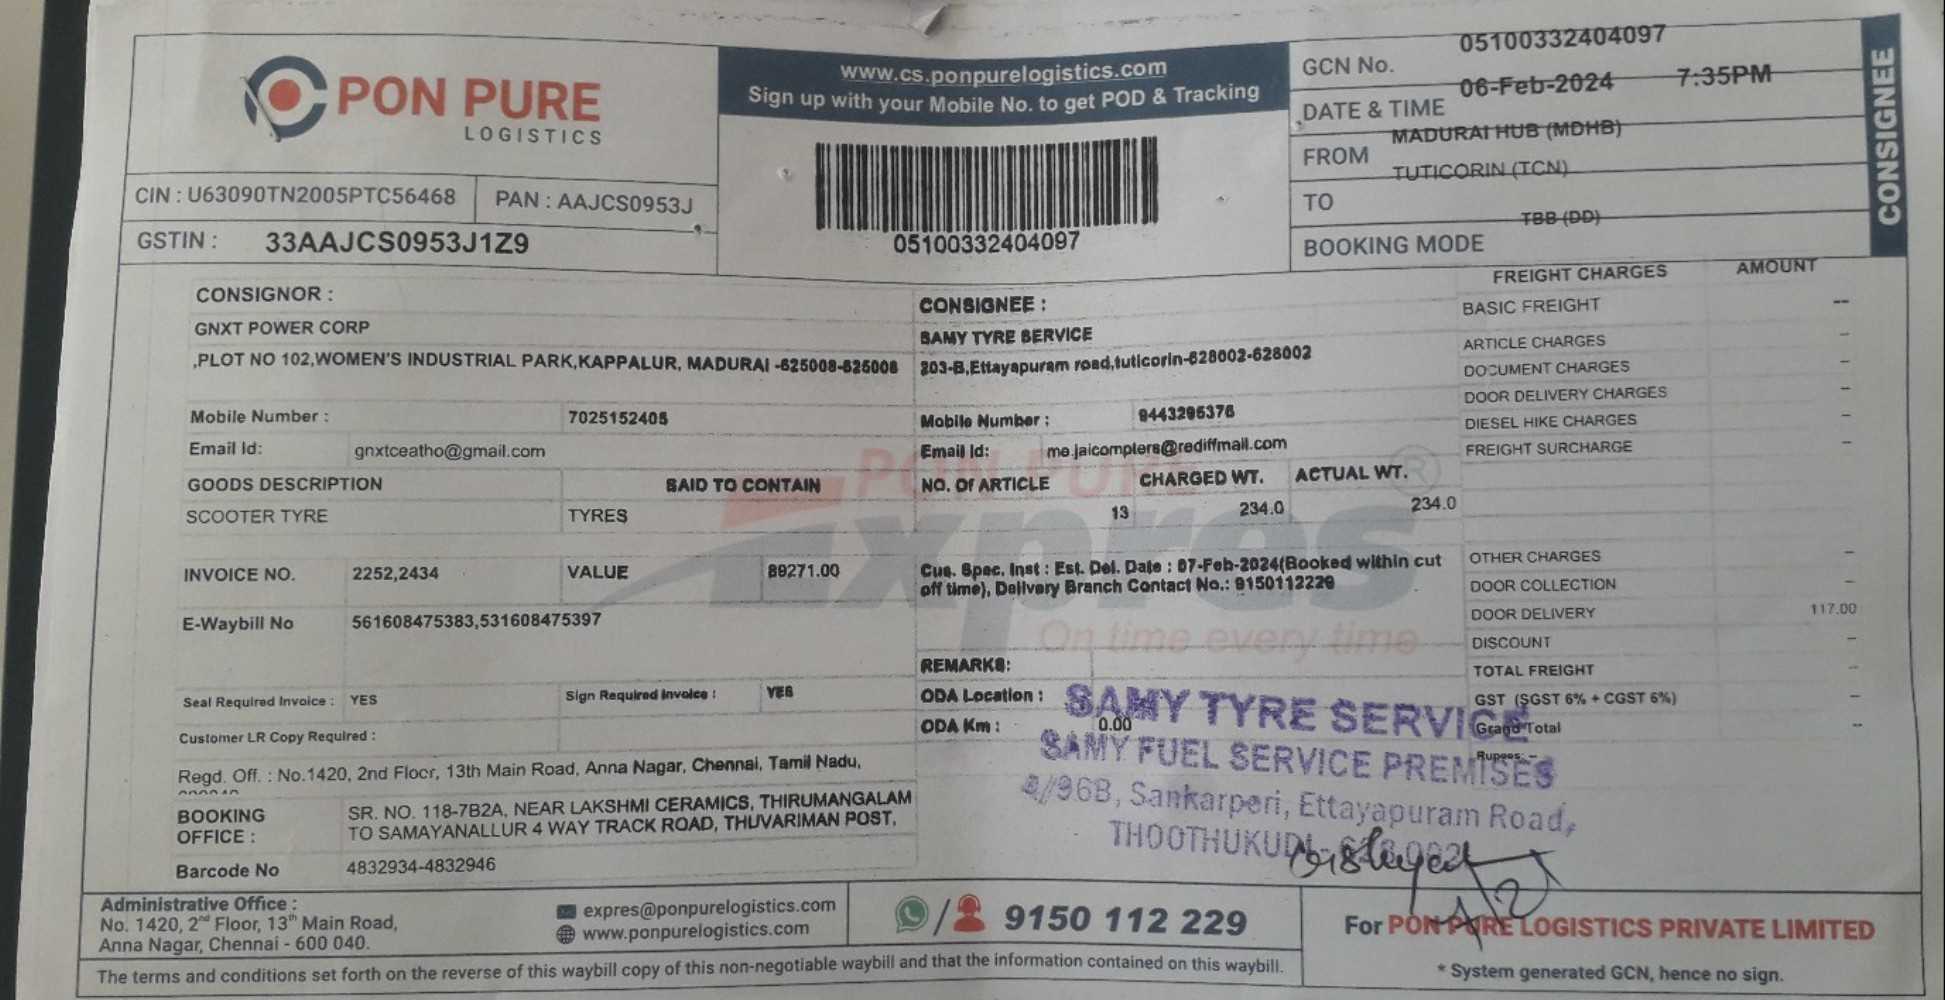 PON PURE
LOGISTICS
CIN : U63090TN2005PTC56468
PAN : AAJCS0953J
GSTIN : 33AAJCS0953J1Z9
www.cs.ponpurelogistics.com
Sign up with your Mobile No. to get POD & Tracking
05100332404097
GCN No. 05100332404097
DATE & TIME 06-Feb-2024 7:35PM
FROM MADURAI HUB (MDHB)
TO TUTICORIN (TCN)
BOOKING MODE TBB (DD)
CONSIGNEE
CONSIGNOR :
GNXT POWER CORP
,PLOT NO 102,WOMEN'S INDUSTRIAL PARK,KAPPALUR, MADURAI -625008-625008
Mobile Number : 7025152405
Email Id: gnxtceatho@gmail.com
CONSIGNEE :
SAMY TYRE SERVICE
203-B,Ettayapuram road,tuticorin-628002-628002
Mobile Number : 9443295376
Email Id: me.jaicompters@rediffmail.com
GOODS DESCRIPTION SAID TO CONTAIN NO. Of ARTICLE CHARGED WT. ACTUAL WT.
SCOOTER TYRE TYRES 13 234.0 234.0
INVOICE NO. 2252,2434 VALUE 89271.00
E-Waybill No 561608475383,531608475397
Cus. Spec. Inst : Est. Del. Date : 07-Feb-2024(Booked within cut
off time), Delivery Branch Contact No.: 9150112229
PON PURE
Xpres
®
On time every time
REMARKS:
Seal Required Invoice : YES Sign Required Invoice : YES
ODA Location :
ODA Km : 0.00
Customer LR Copy Required :
Regd. Off. : No.1420, 2nd Floor, 13th Main Road, Anna Nagar, Chennai, Tamil Nadu,
BOOKING OFFICE : SR. NO. 118-7B2A, NEAR LAKSHMI CERAMICS, THIRUMANGALAM
TO SAMAYANALLUR 4 WAY TRACK ROAD, THUVARIMAN POST,
Barcode No 4832934-4832946
FREIGHT CHARGES AMOUNT
BASIC FREIGHT --
ARTICLE CHARGES -
DOCUMENT CHARGES -
DOOR DELIVERY CHARGES -
DIESEL HIKE CHARGES -
FREIGHT SURCHARGE -
OTHER CHARGES -
DOOR COLLECTION -
DOOR DELIVERY 117.00
DISCOUNT -
TOTAL FREIGHT -
GST (SGST 6% + CGST 6%) -
Grand Total --
Rupees: -
SAMY TYRE SERVICE
SAMY FUEL SERVICE PREMISES
4/96B, Sankarperi, Ettayapuram Road,
THOOTHUKUDI - 628 002
Administrative Office :
No. 1420, 2nd Floor, 13th Main Road,
Anna Nagar, Chennai - 600 040.
expres@ponpurelogistics.com
www.ponpurelogistics.com
/ 9150 112 229
For PON PURE LOGISTICS PRIVATE LIMITED
* System generated GCN, hence no sign.
The terms and conditions set forth on the reverse of this waybill copy of this non-negotiable waybill and that the information contained on this waybill.